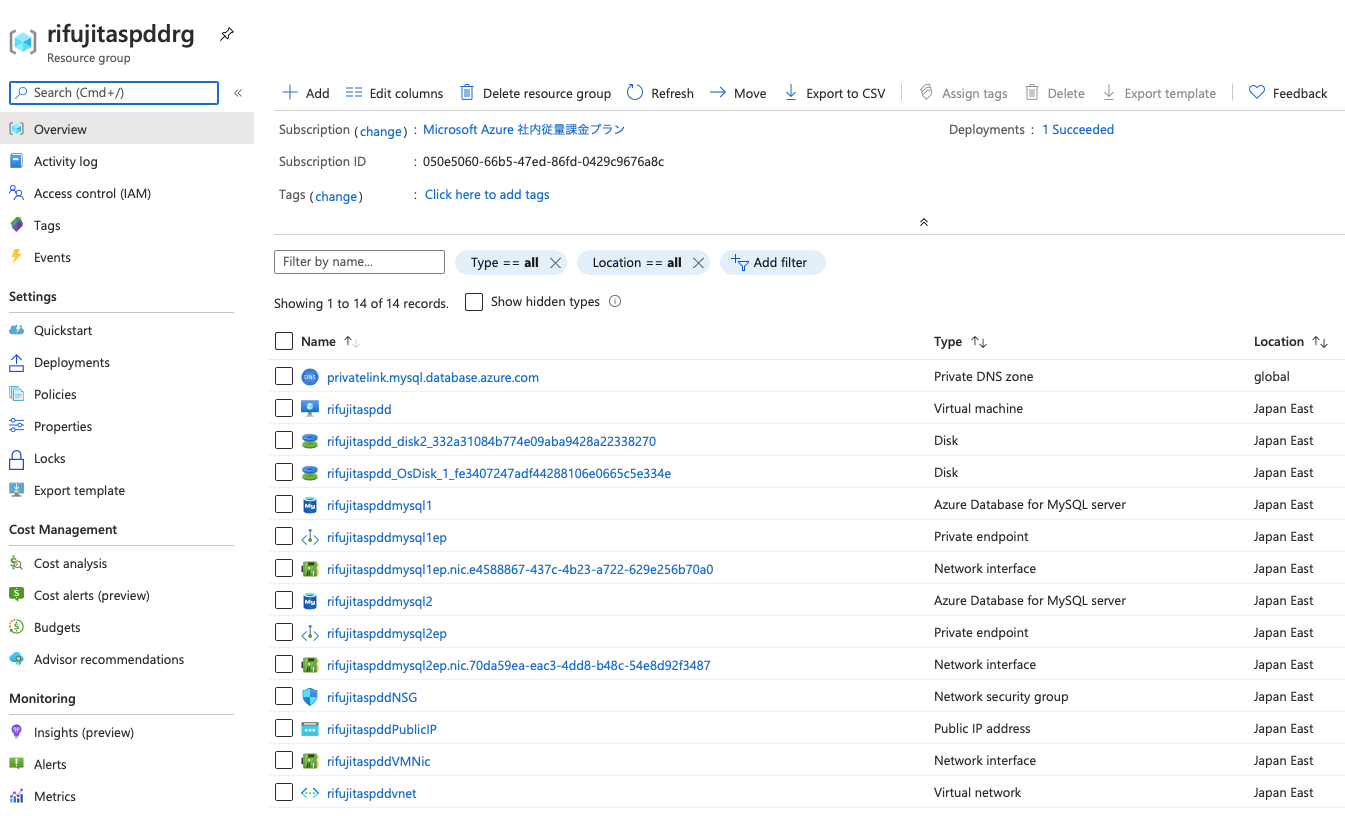 rifujitaspddrg
Resource group
Search (Cmd+/)
«
Overview
Activity log
Access control (IAM)
Tags
Events
Settings
Quickstart
Deployments
Policies
Properties
Locks
Export template
Cost Management
Cost analysis
Cost alerts (preview)
Budgets
Advisor recommendations
Monitoring
Insights (preview)
Alerts
Metrics
Add Edit columns Delete resource group Refresh Move Export to CSV Assign tags Delete Export template Feedback
Subscription (change) : Microsoft Azure 社内従量課金プラン Deployments : 1 Succeeded
Subscription ID : 050e5060-66b5-47ed-86fd-0429c9676a8c
Tags (change) : Click here to add tags
Filter by name... Type == all Location == all Add filter
Showing 1 to 14 of 14 records. Show hidden types
Name Type Location
DNS privatelink.mysql.database.azure.com Private DNS zone global
rifujitaspdd Virtual machine Japan East
rifujitaspdd_disk2_332a31084b774e09aba9428a22338270 Disk Japan East
rifujitaspdd_OsDisk_1_fe3407247adf44288106e0665c5e334e Disk Japan East
My rifujitaspddmysql1 Azure Database for MySQL server Japan East
rifujitaspddmysql1ep Private endpoint Japan East
rifujitaspddmysql1ep.nic.e4588867-437c-4b23-a722-629e256b70a0 Network interface Japan East
My rifujitaspddmysql2 Azure Database for MySQL server Japan East
rifujitaspddmysql2ep Private endpoint Japan East
rifujitaspddmysql2ep.nic.70da59ea-eac3-4dd8-b48c-54e8d92f3487 Network interface Japan East
rifujitaspddNSG Network security group Japan East
rifujitaspddPublicIP Public IP address Japan East
rifujitaspddVMNic Network interface Japan East
rifujitaspddvnet Virtual network Japan East